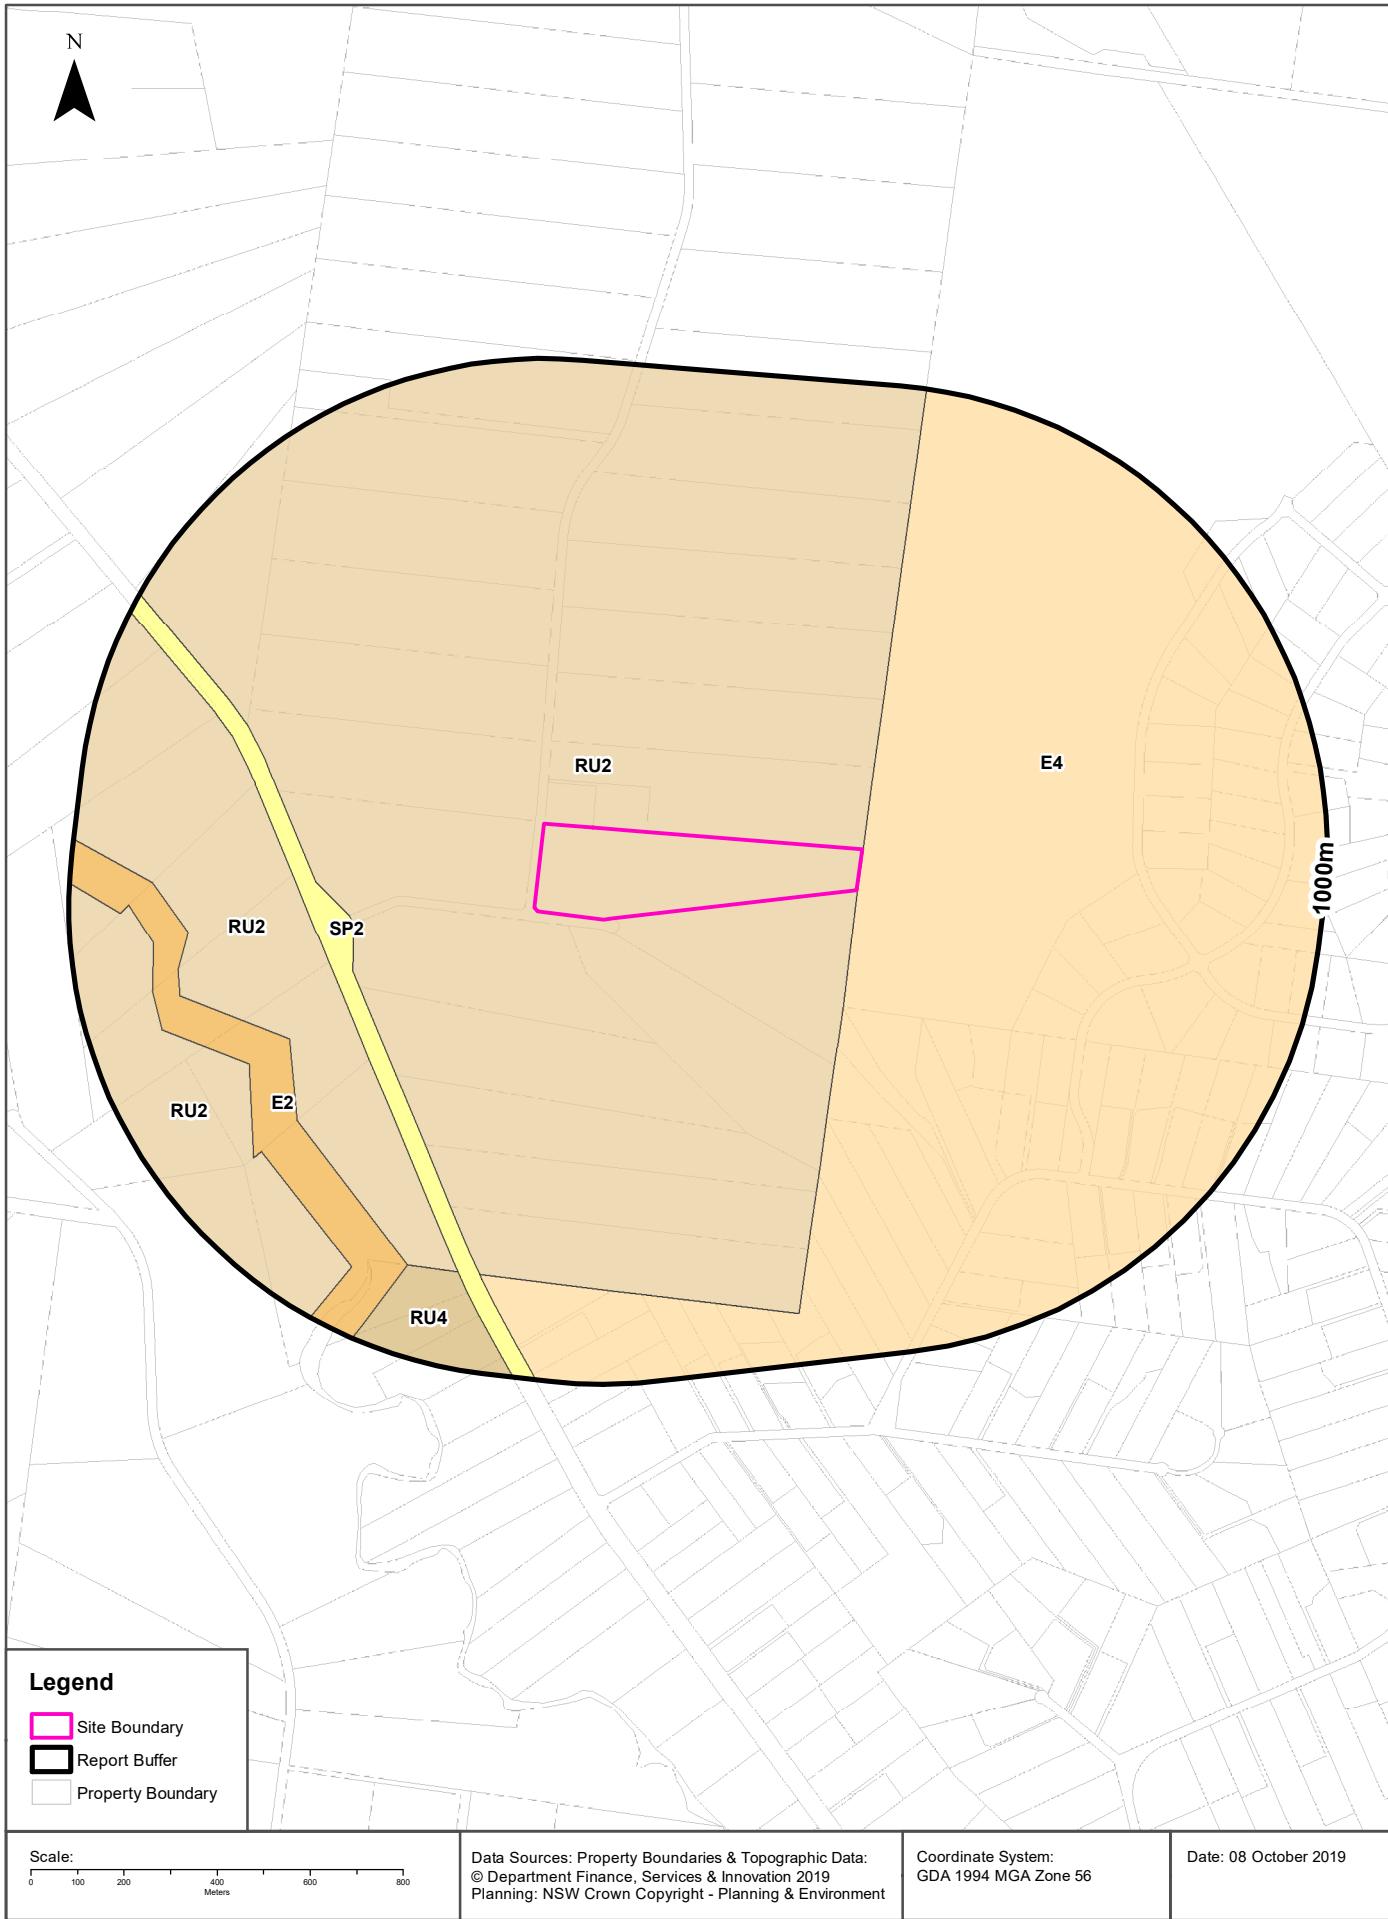 N
RU2
E4
1000m
RU2
SP2
RU2
E2
RU4
Legend
Site Boundary
Report Buffer
Property Boundary
Scale:
0 100 200 400 600 800
Meters
Data Sources: Property Boundaries & Topographic Data:
© Department Finance, Services & Innovation 2019
Planning: NSW Crown Copyright - Planning & Environment
Coordinate System:
GDA 1994 MGA Zone 56
Date: 08 October 2019